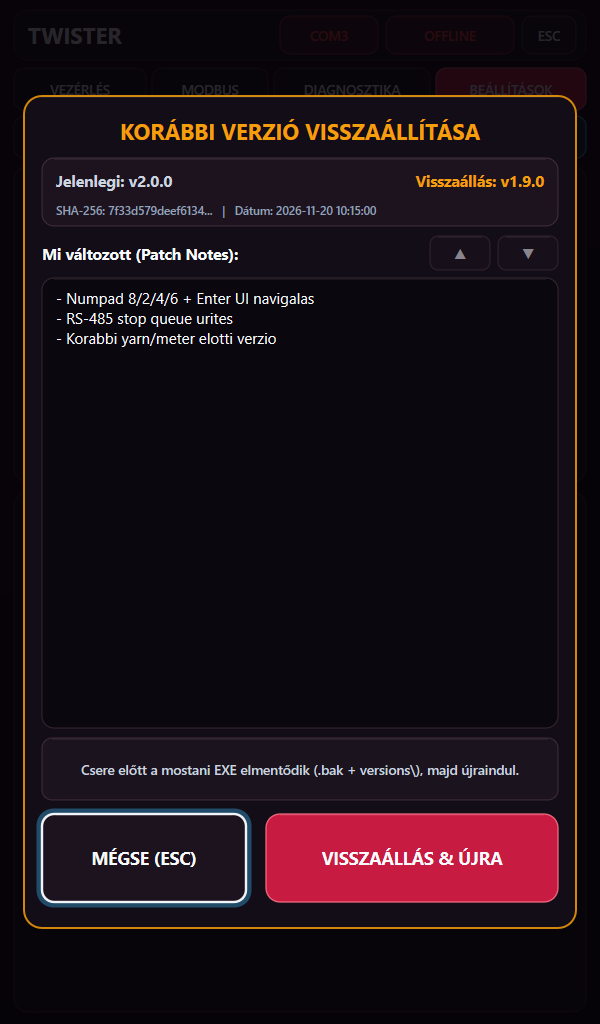 TWISTER COM3 OFFLINE ESC
VEZÉRLÉS MODBUS DIAGNOSZTIKA BEÁLLÍTÁSOK
KORÁBBI VERZIÓ VISSZAÁLLÍTÁSA
Jelenlegi: v2.0.0 Visszaállás: v1.9.0
SHA-256: 7f33d579deef6134... | Dátum: 2026-11-20 10:15:00
Mi változott (Patch Notes): ▲ ▼
- Numpad 8/2/4/6 + Enter UI navigalas
- RS-485 stop queue urites
- Korabbi yarn/meter elotti verzio
Csere előtt a mostani EXE elmentődik (.bak + versions\), majd újraindul.
MÉGSE (ESC) VISSZAÁLLÁS & ÚJRA